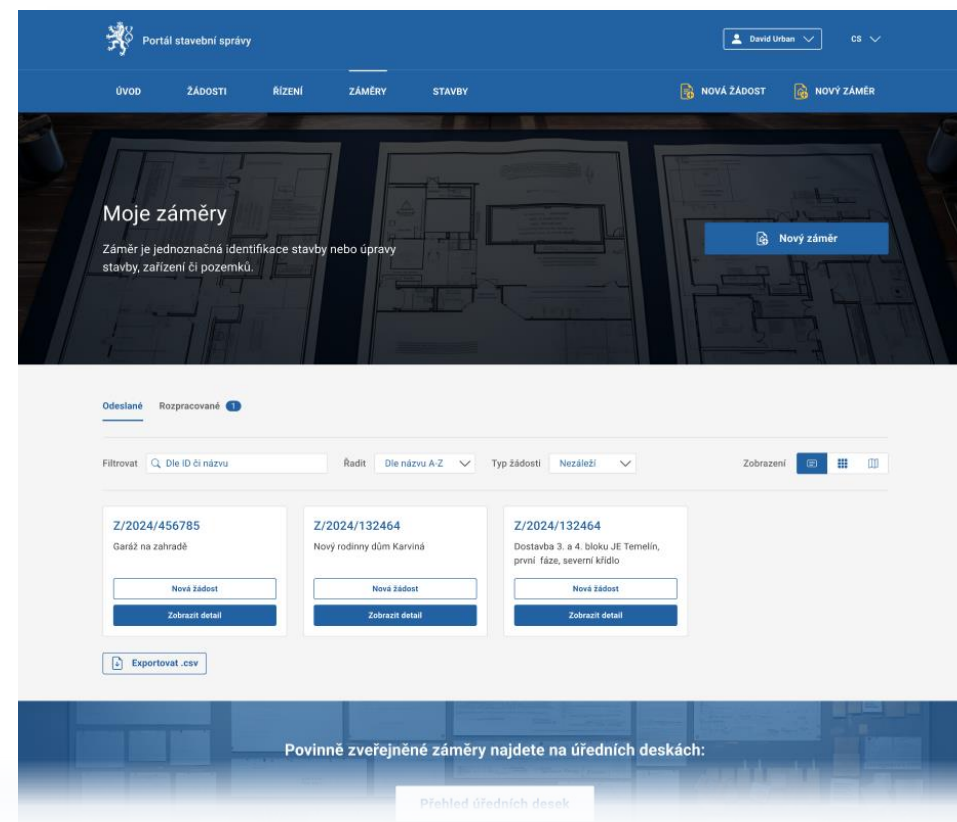 Portál stavební správy
David Urban
CS
ÚVOD ŽÁDOSTI ŘÍZENÍ ZÁMĚRY STAVBY
NOVÁ ŽÁDOST NOVÝ ZÁMĚR
Moje záměry
Záměr je jednoznačná identifikace stavby nebo úpravy
stavby, zařízení či pozemků.
Nový záměr
Odeslané Rozpracované 1
Filtrovat Dle ID či názvu Řadit Dle názvu A-Z Typ žádosti Nezáleží Zobrazení
Z/2024/456785
Garáž na zahradě
Nová žádost
Zobrazit detail
Z/2024/132464
Nový rodinny dům Karviná
Nová žádost
Zobrazit detail
Z/2024/132464
Dostavba 3. a 4. bloku JE Temelín,
první fáze, severní křídlo
Nová žádost
Zobrazit detail
Exportovat .csv
Povinně zveřejněné záměry najdete na úředních deskách:
Přehled úředních desek